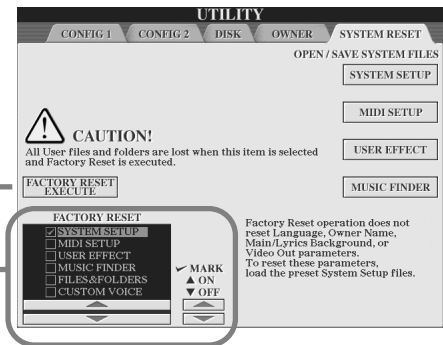 UTILITY
CONFIG 1 CONFIG 2 DISK OWNER SYSTEM RESET
OPEN / SAVE SYSTEM FILES
SYSTEM SETUP
MIDI SETUP
USER EFFECT
MUSIC FINDER
CAUTION!
All User files and folders are lost when this item is selected
and Factory Reset is executed.
FACTORY RESET
EXECUTE
FACTORY RESET
SYSTEM SETUP
MIDI SETUP
USER EFFECT
MUSIC FINDER
FILES&FOLDERS
CUSTOM VOICE
MARK
▲ ON
▼ OFF
Factory Reset operation does not
reset Language, Owner Name,
Main/Lyrics Background, or
Video Out parameters.
To reset these parameters,
load the preset System Setup files.